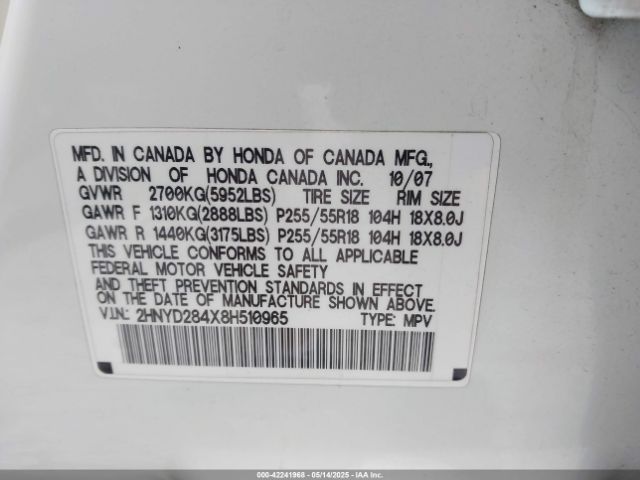 MFD. IN CANADA BY HONDA OF CANADA MFG.,
A DIVISION OF HONDA CANADA INC. 10/07
GVWR 2700KG(5952LBS) TIRE SIZE RIM SIZE
GAWR F 1310KG(2888LBS) P255/55R18 104H 18X8.0J
GAWR R 1440KG(3175LBS) P255/55R18 104H 18X8.0J
THIS VEHICLE CONFORMS TO ALL APPLICABLE
FEDERAL MOTOR VEHICLE SAFETY
AND THEFT PREVENTION STANDARDS IN EFFECT
ON THE DATE OF MANUFACTURE SHOWN ABOVE.
V.I.N.: 2HNYD284X8H510965 TYPE: MPV
000-42241968 - 05/14/2025 - IAA Inc.